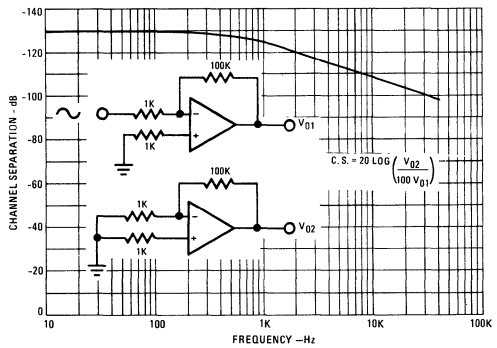 -140
-120
-100
-80
-60
-40
-20
0
CHANNEL SEPARATION -dB
100K
1K
-
+
1K
V01
C.S. = 20 LOG (V02 / 100 V01)
100K
1K
-
+
1K
V02
10
100
1K
10K
100K
FREQUENCY -Hz